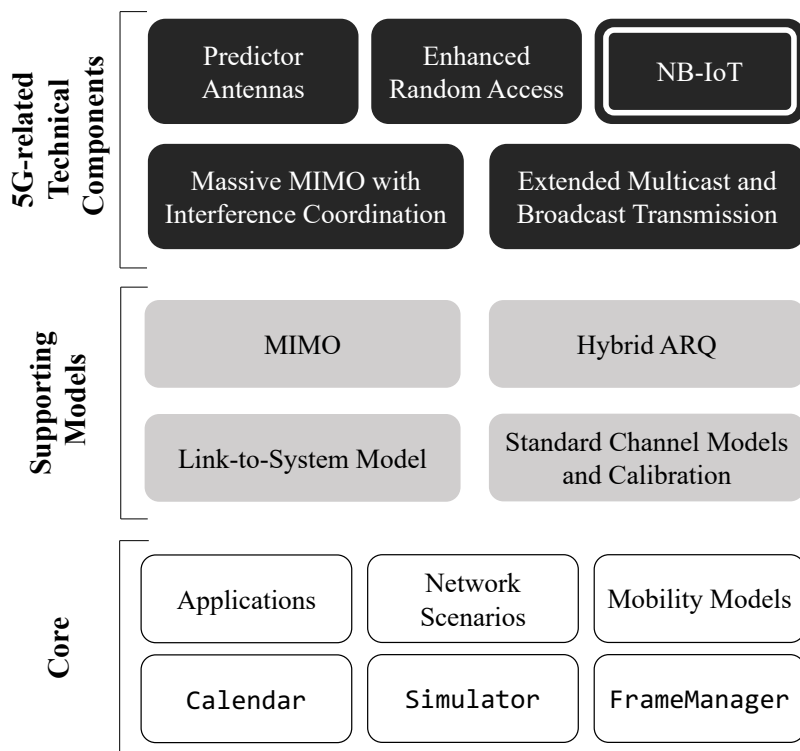 5G-related
Technical
Components
Predictor
Antennas
Enhanced
Random Access
NB-IoT
Massive MIMO with
Interference Coordination
Extended Multicast and
Broadcast Transmission
Supporting
Models
MIMO
Hybrid ARQ
Link-to-System Model
Standard Channel Models
and Calibration
Core
Applications
Network
Scenarios
Mobility Models
Calendar
Simulator
FrameManager